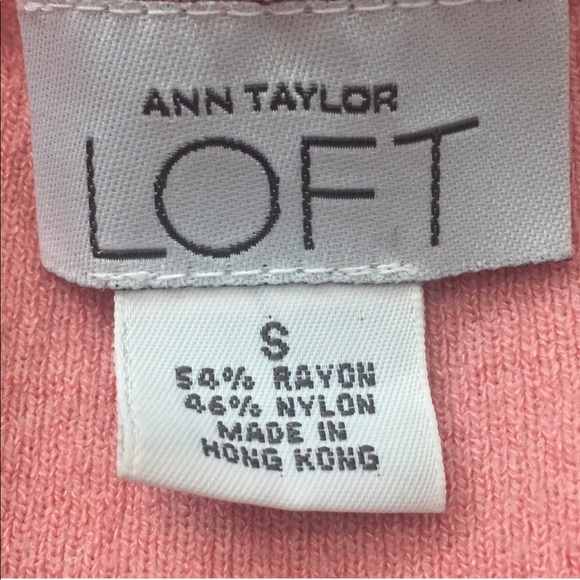 ANN TAYLOR
LOFT
S
54% RAYON
46% NYLON
MADE IN
HONG KONG